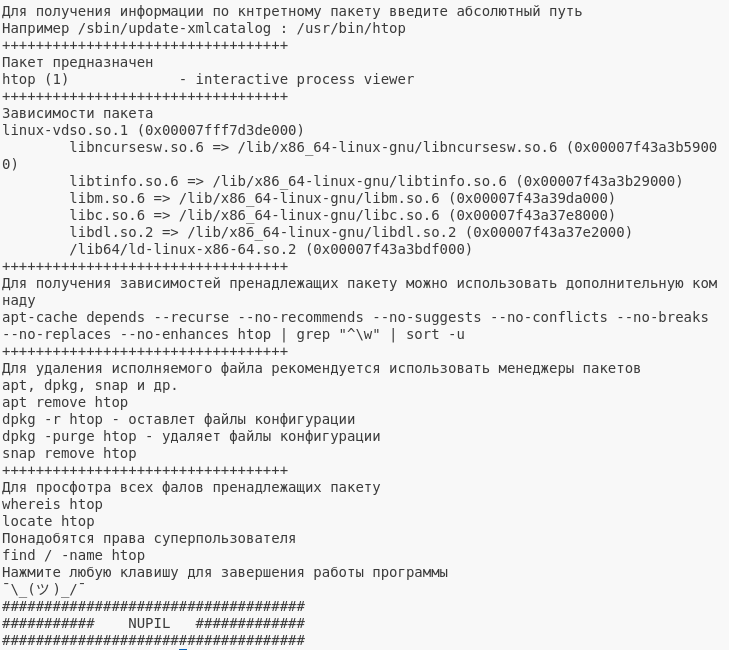 Для получения информации по кнтретному пакету введите абсолютный путь
Например /sbin/update-xmlcatalog : /usr/bin/htop
++++++++++++++++++++++++++++++++++
Пакет предназначен
htop (1)             - interactive process viewer
++++++++++++++++++++++++++++++++++
Зависимости пакета
linux-vdso.so.1 (0x00007fff7d3de000)
        libncursesw.so.6 => /lib/x86_64-linux-gnu/libncursesw.so.6 (0x00007f43a3b5900
0)
        libtinfo.so.6 => /lib/x86_64-linux-gnu/libtinfo.so.6 (0x00007f43a3b29000)
        libm.so.6 => /lib/x86_64-linux-gnu/libm.so.6 (0x00007f43a39da000)
        libc.so.6 => /lib/x86_64-linux-gnu/libc.so.6 (0x00007f43a37e8000)
        libdl.so.2 => /lib/x86_64-linux-gnu/libdl.so.2 (0x00007f43a37e2000)
        /lib64/ld-linux-x86-64.so.2 (0x00007f43a3bdf000)
++++++++++++++++++++++++++++++++++
Для получения зависимостей пренадлежащих пакету можно использовать дополнительную ком
наду
apt-cache depends --recurse --no-recommends --no-suggests --no-conflicts --no-breaks
--no-replaces --no-enhances htop | grep "^\w" | sort -u
++++++++++++++++++++++++++++++++++
Для удаления исполняемого файла рекомендуется использовать менеджеры пакетов
apt, dpkg, snap и др.
apt remove htop
dpkg -r htop - оставлет файлы конфигурации
dpkg -purge htop - удаляет файлы конфигурации
snap remove htop
++++++++++++++++++++++++++++++++++
Для просфотра всех фалов пренадлежащих пакету
whereis htop
locate htop
Понадобятся права суперпользователя
find / -name htop
Нажмите любую клавишу для завершения работы программы
¯\_(ツ)_/¯
####################################
###########    NUPIL   #############
####################################